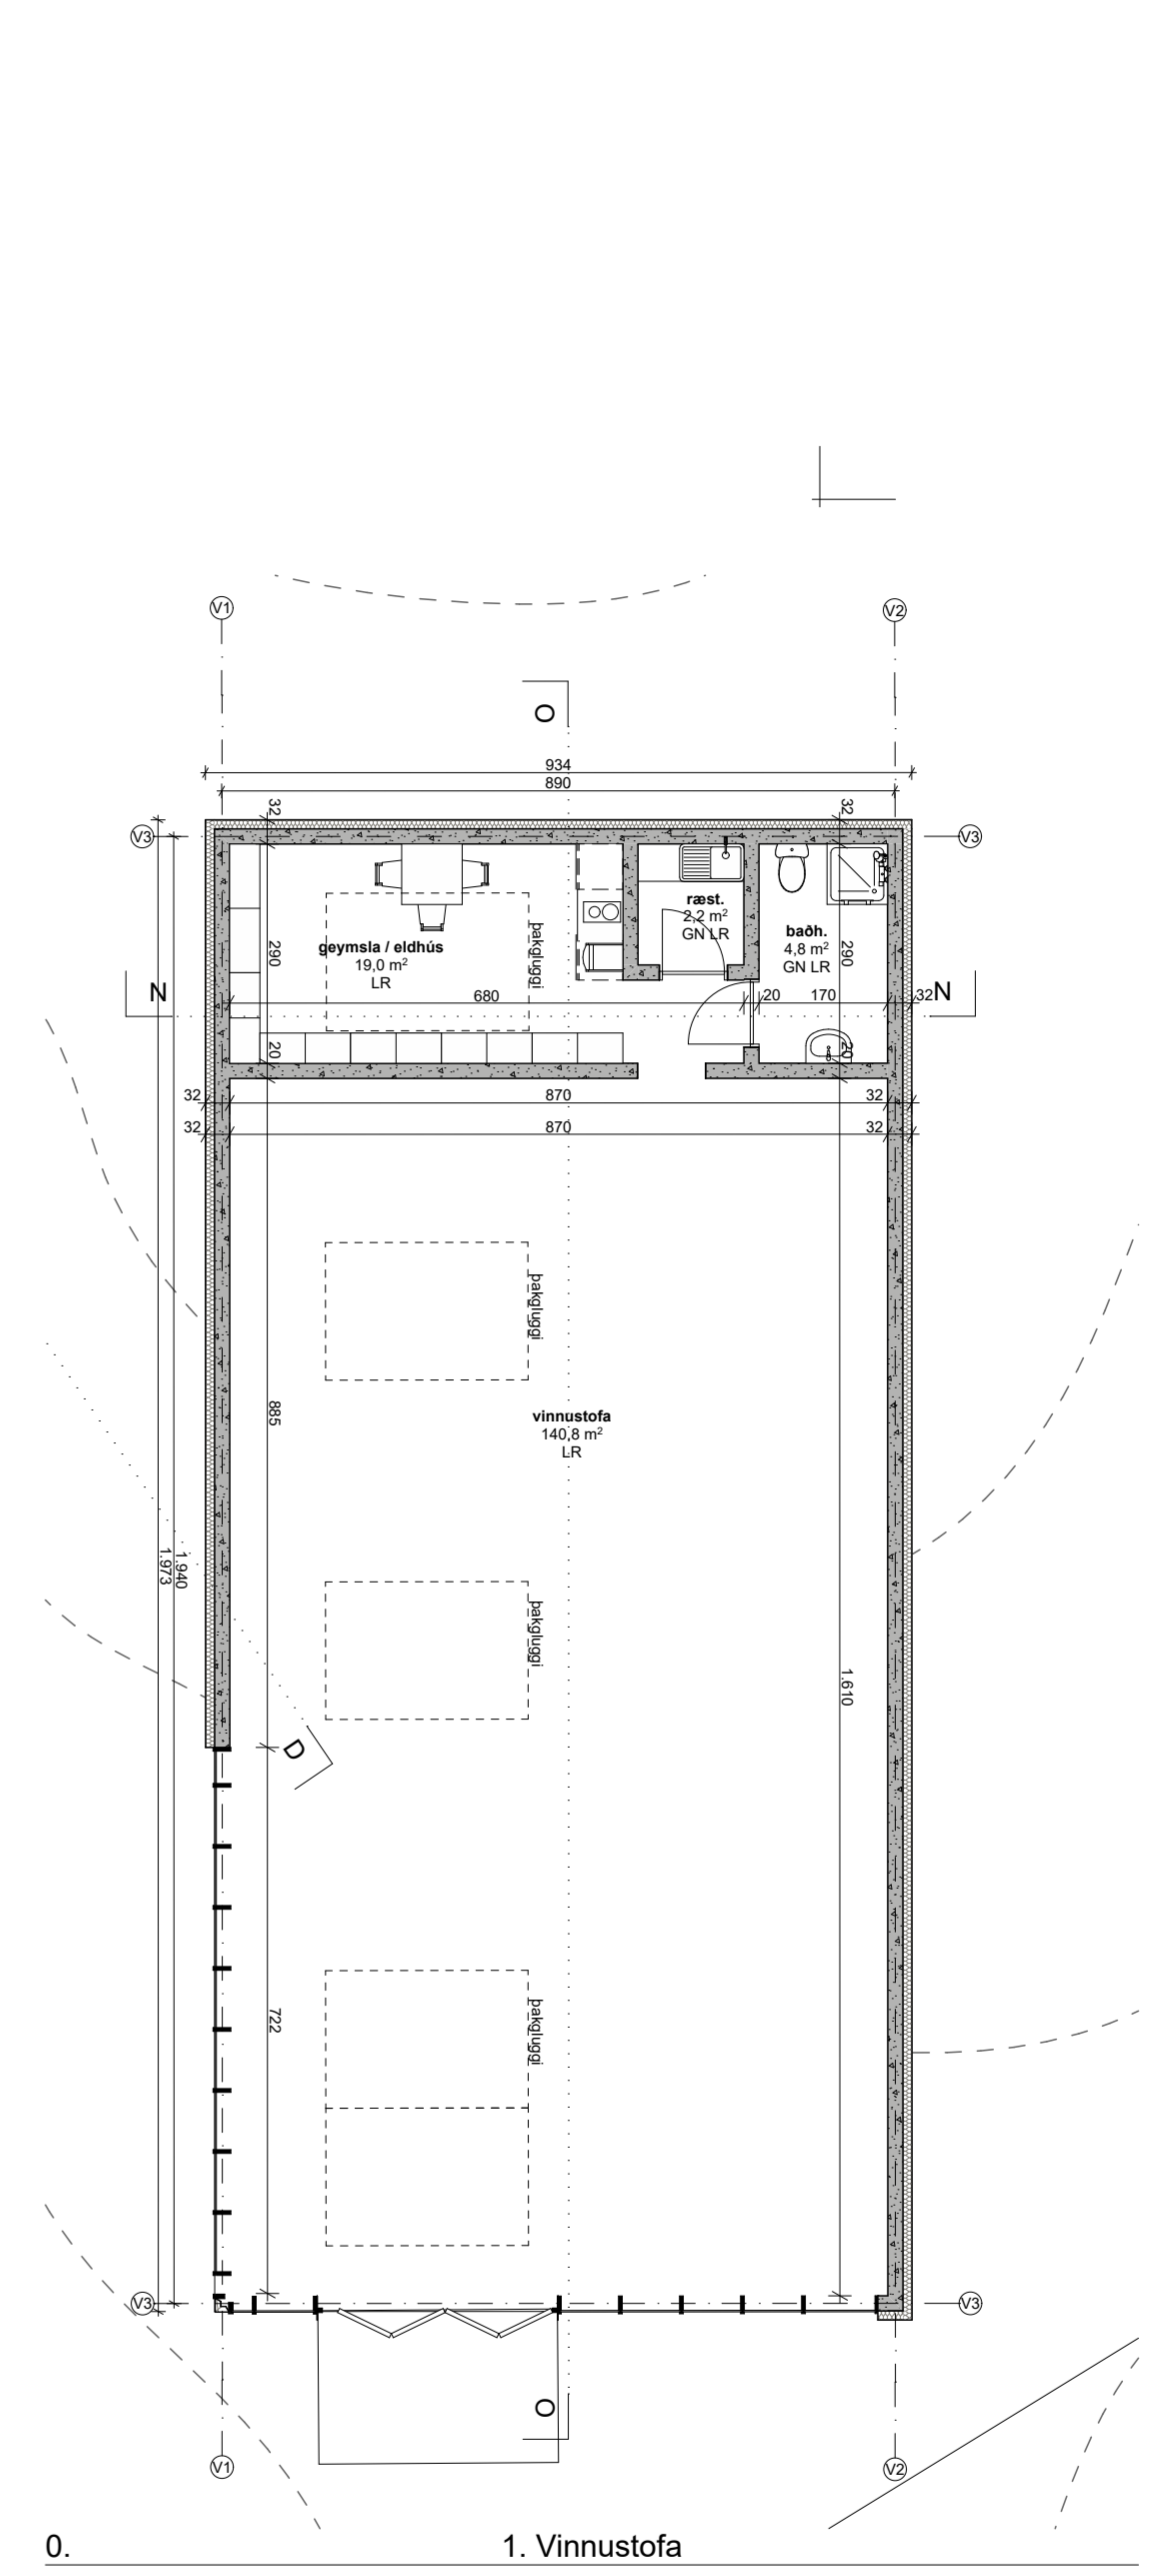 V1
V2
O
934
890
32
32
V3
V3
ræst.
2,2 m²
GN LR
þakgluggi
baðh.
4,8 m²
GN LR
geymsla / eldhús
19,0 m²
LR
290
290
N
N
680
20
170
32
20
20
32
870
32
32
870
32
þakgluggi
885
vinnustofa
140,8 m²
LR
1.973
1.940
þakgluggi
1.610
D
722
þakgluggi
V3
V3
O
V1
V2
0.
1. Vinnustofa